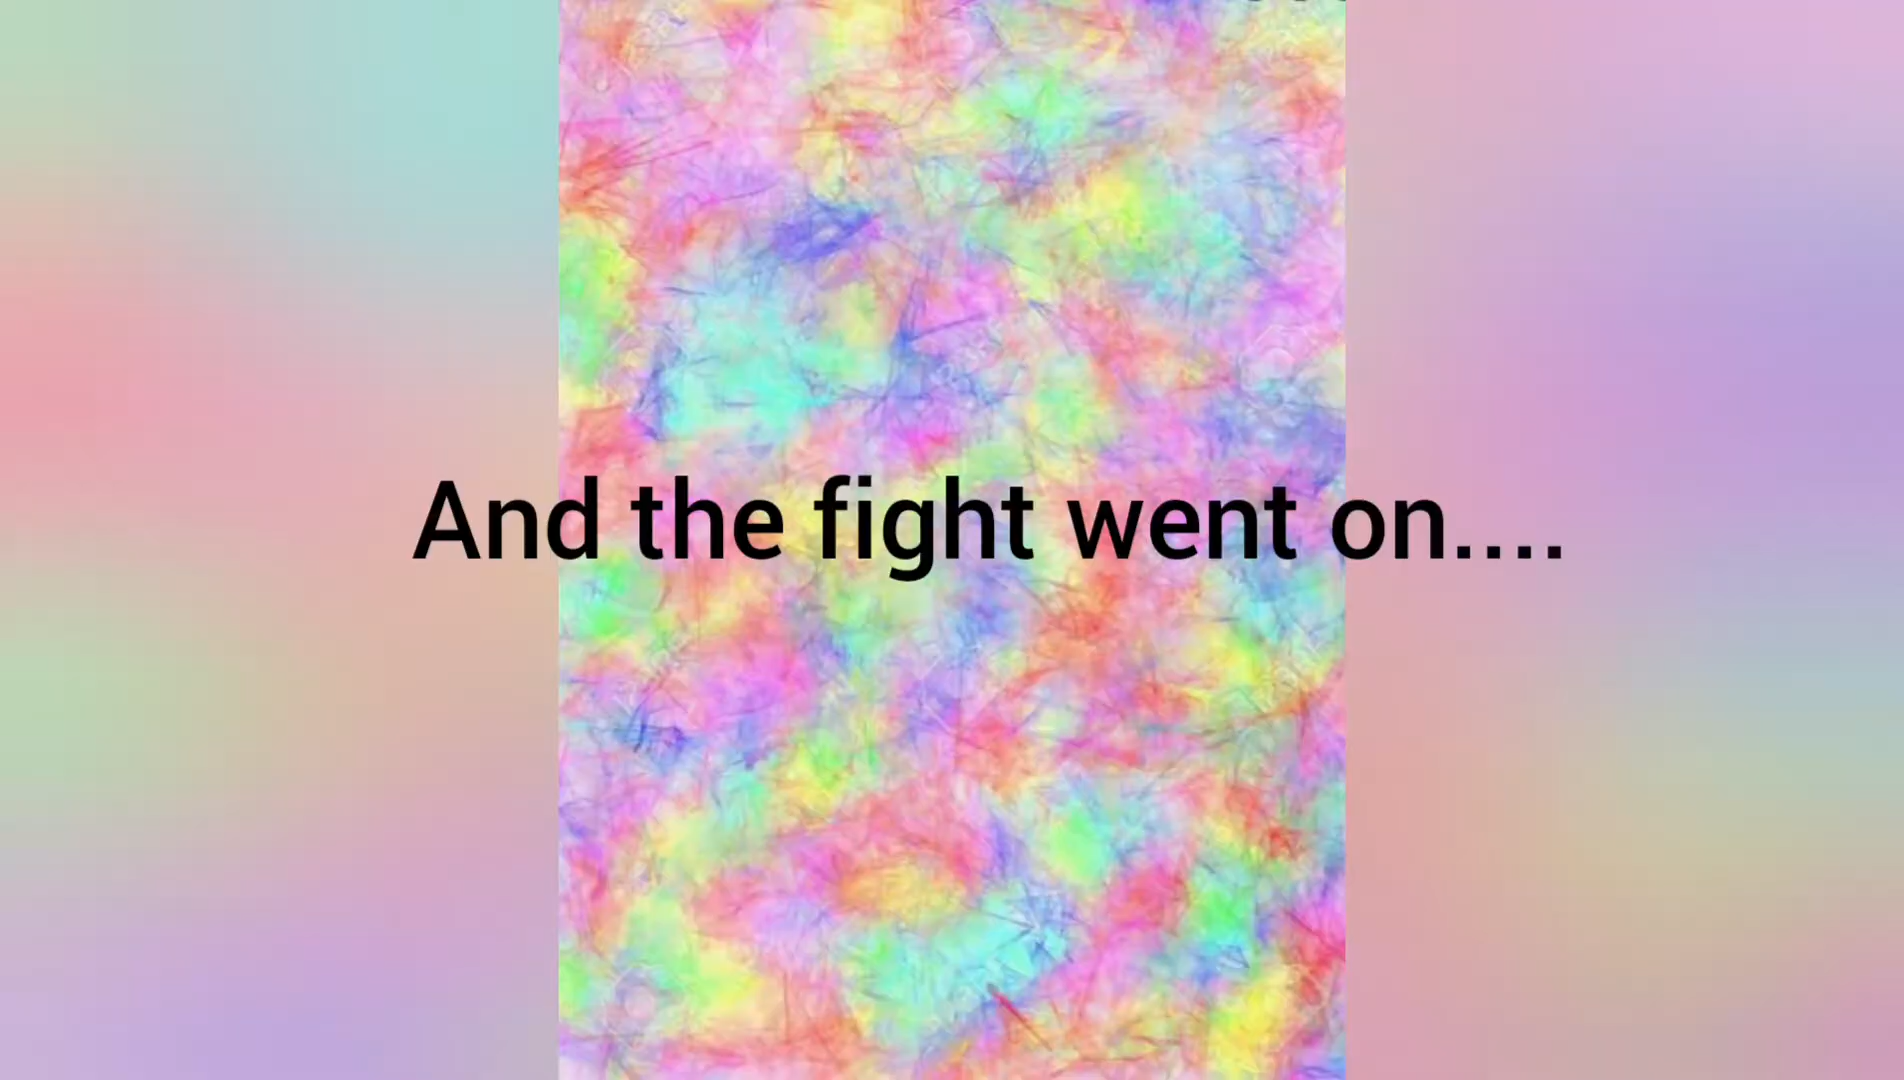 And the fight went on....